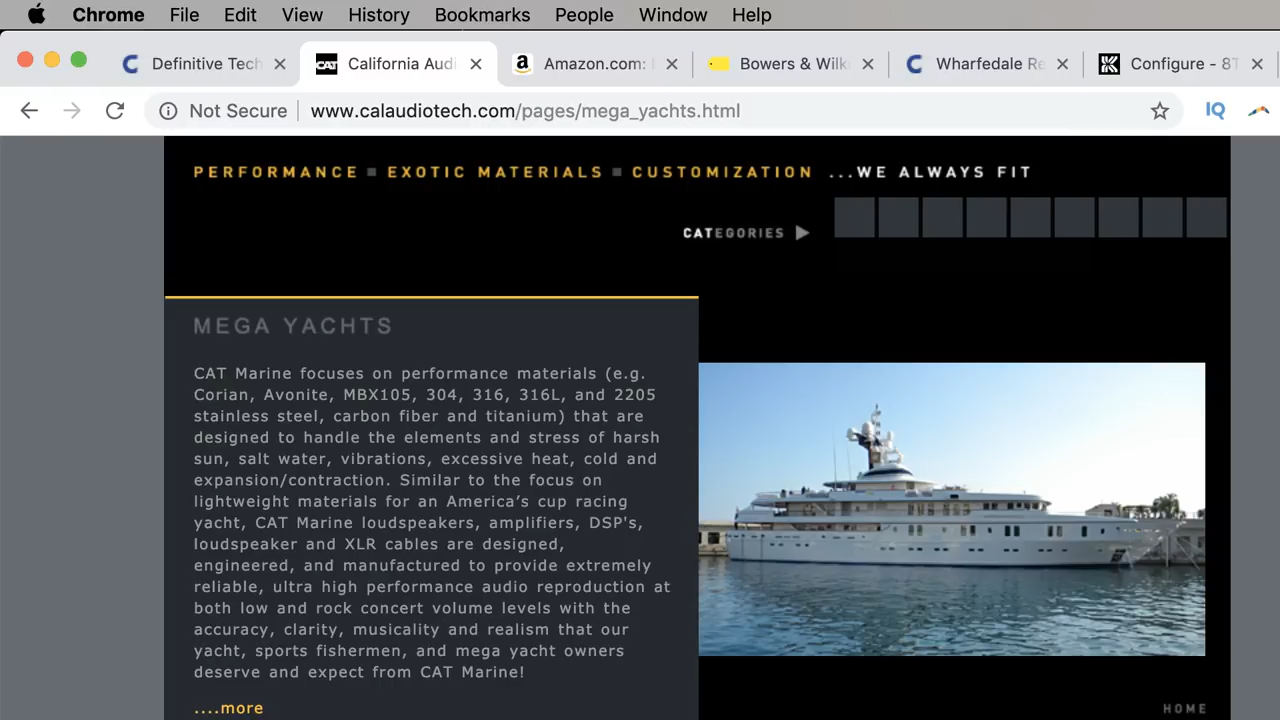 Chrome File Edit View History Bookmarks People Window Help
Definitive Tech California Audi Amazon.com: Bowers & Wilk Wharfedale Re Configure - 8T
Not Secure www.calaudiotech.com/pages/mega_yachts.html IQ
PERFORMANCE EXOTIC MATERIALS CUSTOMIZATION ...WE ALWAYS FIT
CATEGORIES
MEGA YACHTS
CAT Marine focuses on performance materials (e.g.
Corian, Avonite, MBX105, 304, 316, 316L, and 2205
stainless steel, carbon fiber and titanium) that are
designed to handle the elements and stress of harsh
sun, salt water, vibrations, excessive heat, cold and
expansion/contraction. Similar to the focus on
lightweight materials for an America’s cup racing
yacht, CAT Marine loudspeakers, amplifiers, DSP's,
loudspeaker and XLR cables are designed,
engineered, and manufactured to provide extremely
reliable, ultra high performance audio reproduction at
both low and rock concert volume levels with the
accuracy, clarity, musicality and realism that our
yacht, sports fishermen, and mega yacht owners
deserve and expect from CAT Marine!
....more
HOME